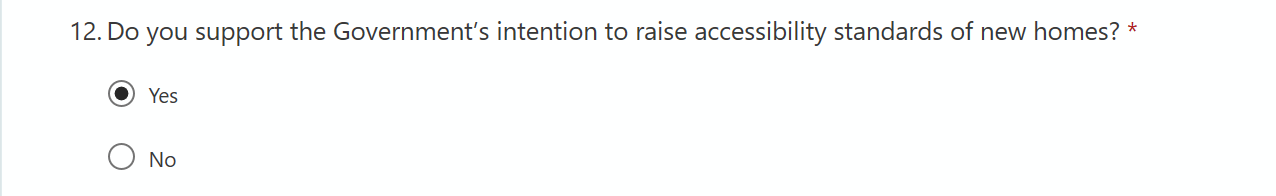 12. Do you support the Government’s intention to raise accessibility standards of new homes? *
Yes
No